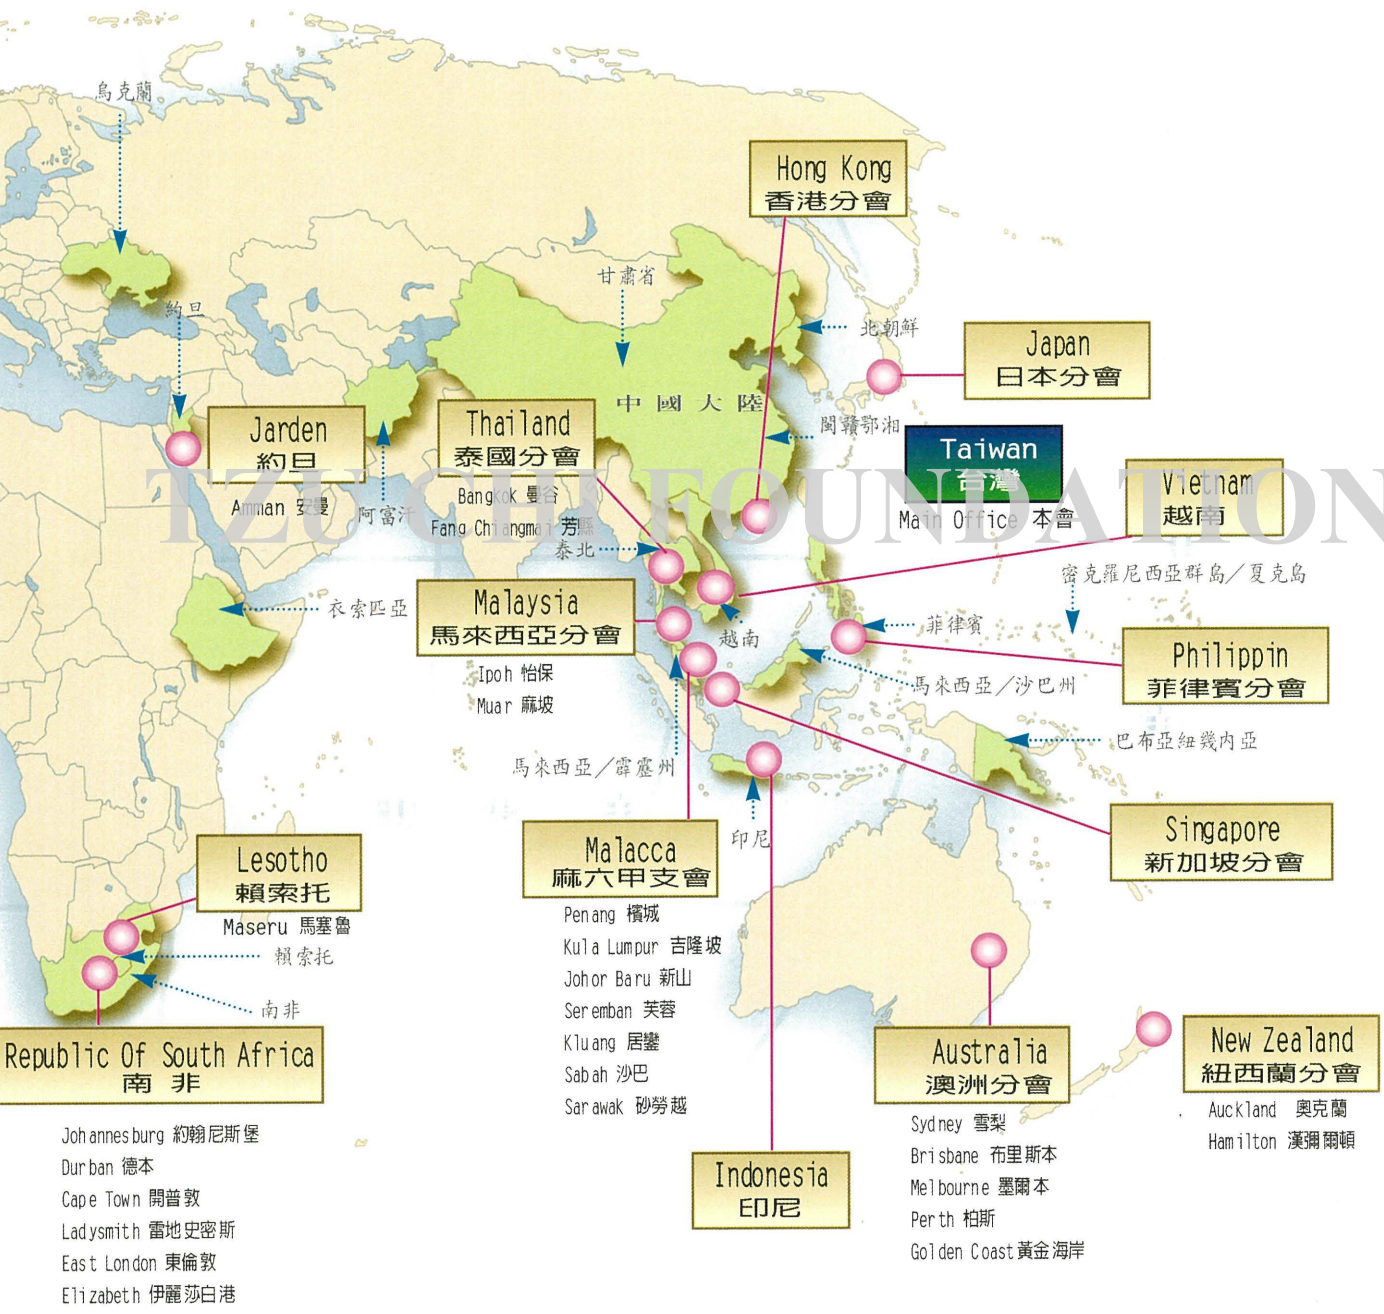 烏克蘭
Hong Kong
香港分會
甘肅省
約旦
北朝鮮
Japan
日本分會
中國大陸
Jarden
約旦
Amman 安曼
阿富汗
Thailand
泰國分會
Bangkok 曼谷
Fang Chiangmai 芳縣
泰北
閩贛鄂湘
Taiwan
台灣
Main Office 本會
Vietnam
越南
TZU CHI FOUNDATION
密克羅尼西亞群島／夏克島
衣索匹亞
Malaysia
馬來西亞分會
Ipoh 怡保
Muar 麻坡
越南
菲律賓
Philippin
菲律賓分會
馬來西亞／沙巴州
巴布亞紐幾內亞
馬來西亞／霹靂州
印尼
Singapore
新加坡分會
Lesotho
賴索托
Maseru 馬塞魯
賴索托
南非
Malacca
麻六甲支會
Penang 檳城
Kula Lumpur 吉隆坡
Johor Baru 新山
Seremban 芙蓉
Kluang 居鑾
Sabah 沙巴
Sarawak 砂勞越
Republic Of South Africa
南非
Johannesburg 約翰尼斯堡
Durban 德本
Cape Town 開普敦
Ladysmith 雷地史密斯
East London 東倫敦
Elizabeth 伊麗莎白港
Indonesia
印尼
Australia
澳洲分會
Sydney 雪梨
Brisbane 布里斯本
Melbourne 墨爾本
Perth 柏斯
Golden Coast 黃金海岸
New Zealand
紐西蘭分會
Auckland 奧克蘭
Hamilton 漢彌爾頓